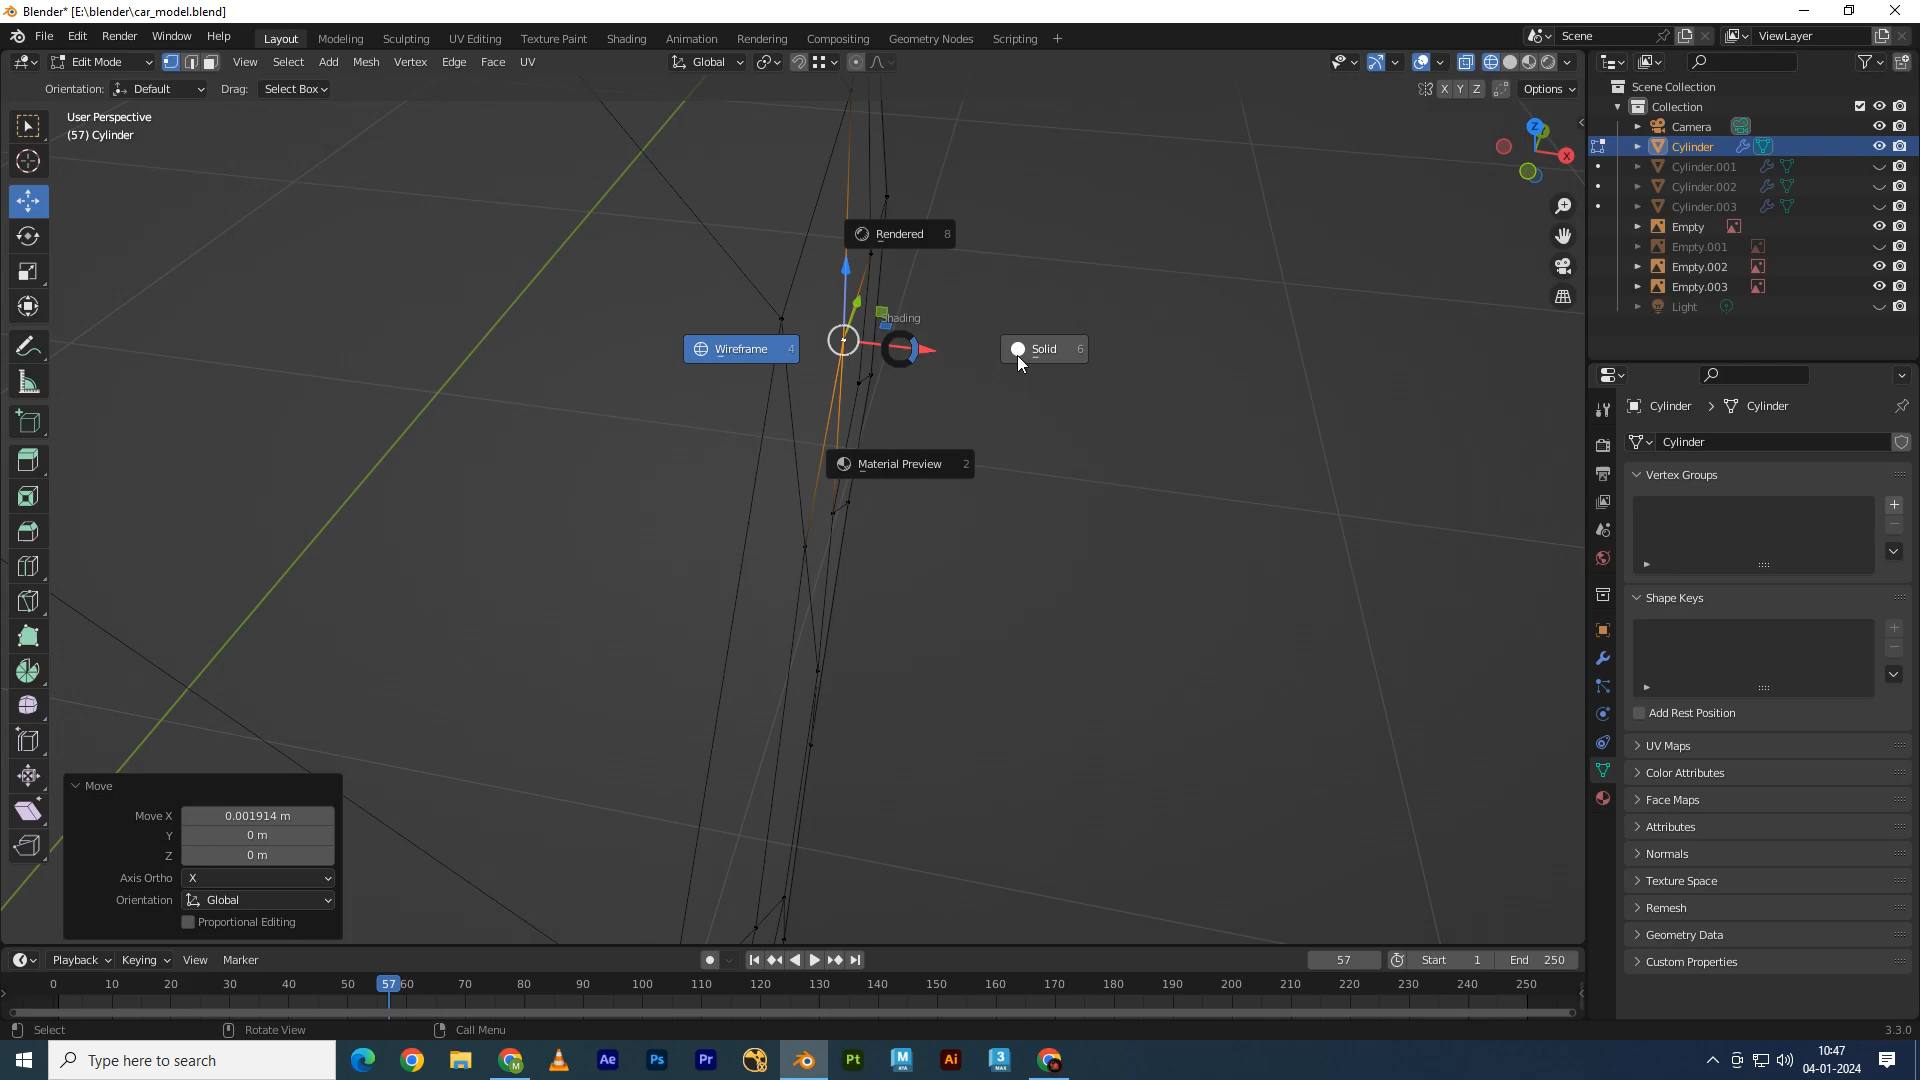 Blender* [E:\blender\car_model.blend]
File Edit Render Window Help Layout Modeling Sculpting UV Editing Texture Paint Shading Animation Rendering Compositing Geometry Nodes Scripting Scene ViewLayer
Edit Mode View Select Add Mesh Vertex Edge Face UV Global
Orientation: Default Drag: Select Box X Y Z Options
User Perspective
(57) Cylinder
Scene Collection
Collection
Camera
Cylinder
Cylinder.001
Cylinder.002
Cylinder.003
Empty
Empty.001
Empty.002
Empty.003
Light
Z
X
Rendered 8
Shading
Wireframe 4
Solid 6
Material Preview 2
Cylinder Cylinder
Cylinder
Vertex Groups
Shape Keys
Add Rest Position
UV Maps
Color Attributes
Face Maps
Attributes
Normals
Texture Space
Remesh
Geometry Data
Custom Properties
Move
Move X 0.001914 m
Y 0 m
Z 0 m
Axis Ortho X
Orientation Global
Proportional Editing
Playback Keying View Marker 57 Start 1 End 250
0 10 20 30 40 50 57 60 70 80 90 100 110 120 130 140 150 160 170 180 190 200 210 220 230 240 250
Select Rotate View Call Menu 3.3.0
Type here to search
Ae Ps Pr Pt M Ai 3
10:47
04-01-2024